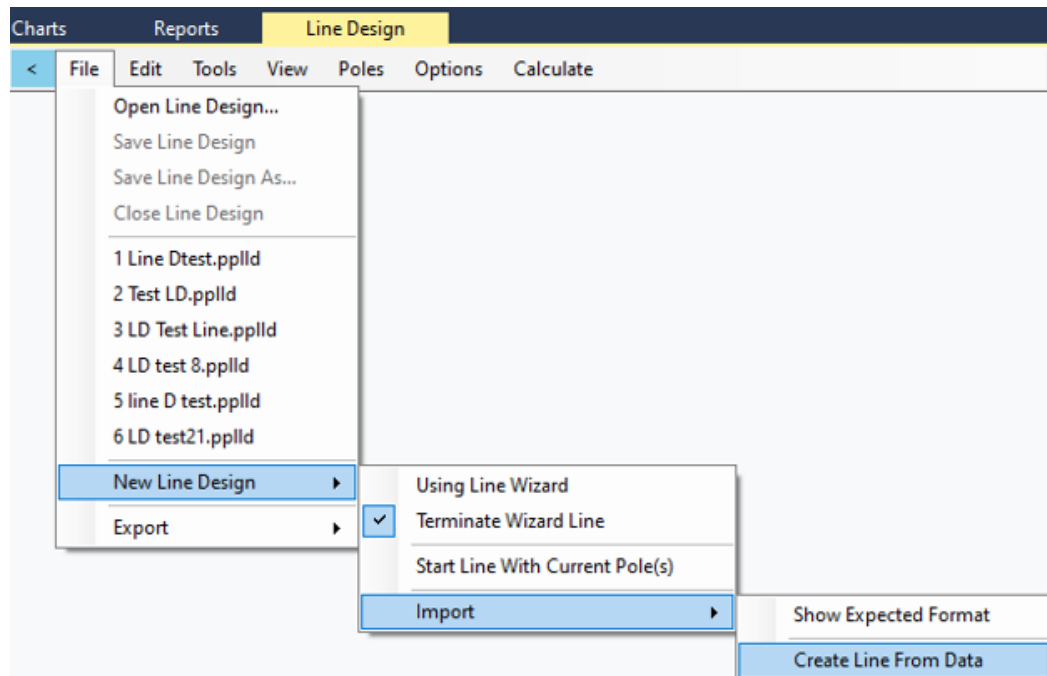 Charts Reports Line Design
< File Edit Tools View Poles Options Calculate
Open Line Design...
Save Line Design
Save Line Design As...
Close Line Design
1 Line Dtest.pplld
2 Test LD.pplld
3 LD Test Line.pplld
4 LD test 8.pplld
5 line D test.pplld
6 LD test21.pplld
New Line Design
Export
Using Line Wizard
Terminate Wizard Line
Start Line With Current Pole(s)
Import
Show Expected Format
Create Line From Data